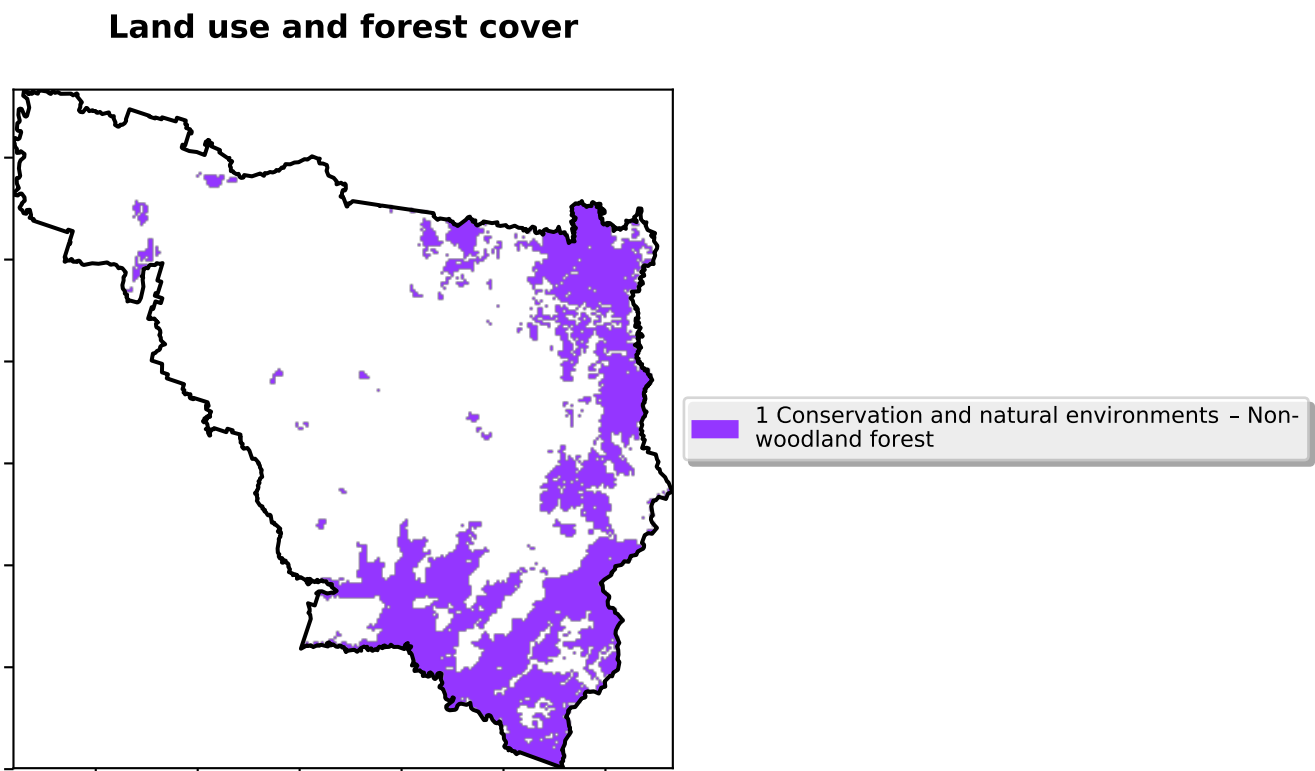 Land use and forest cover
1 Conservation and natural environments – Non-
woodland forest